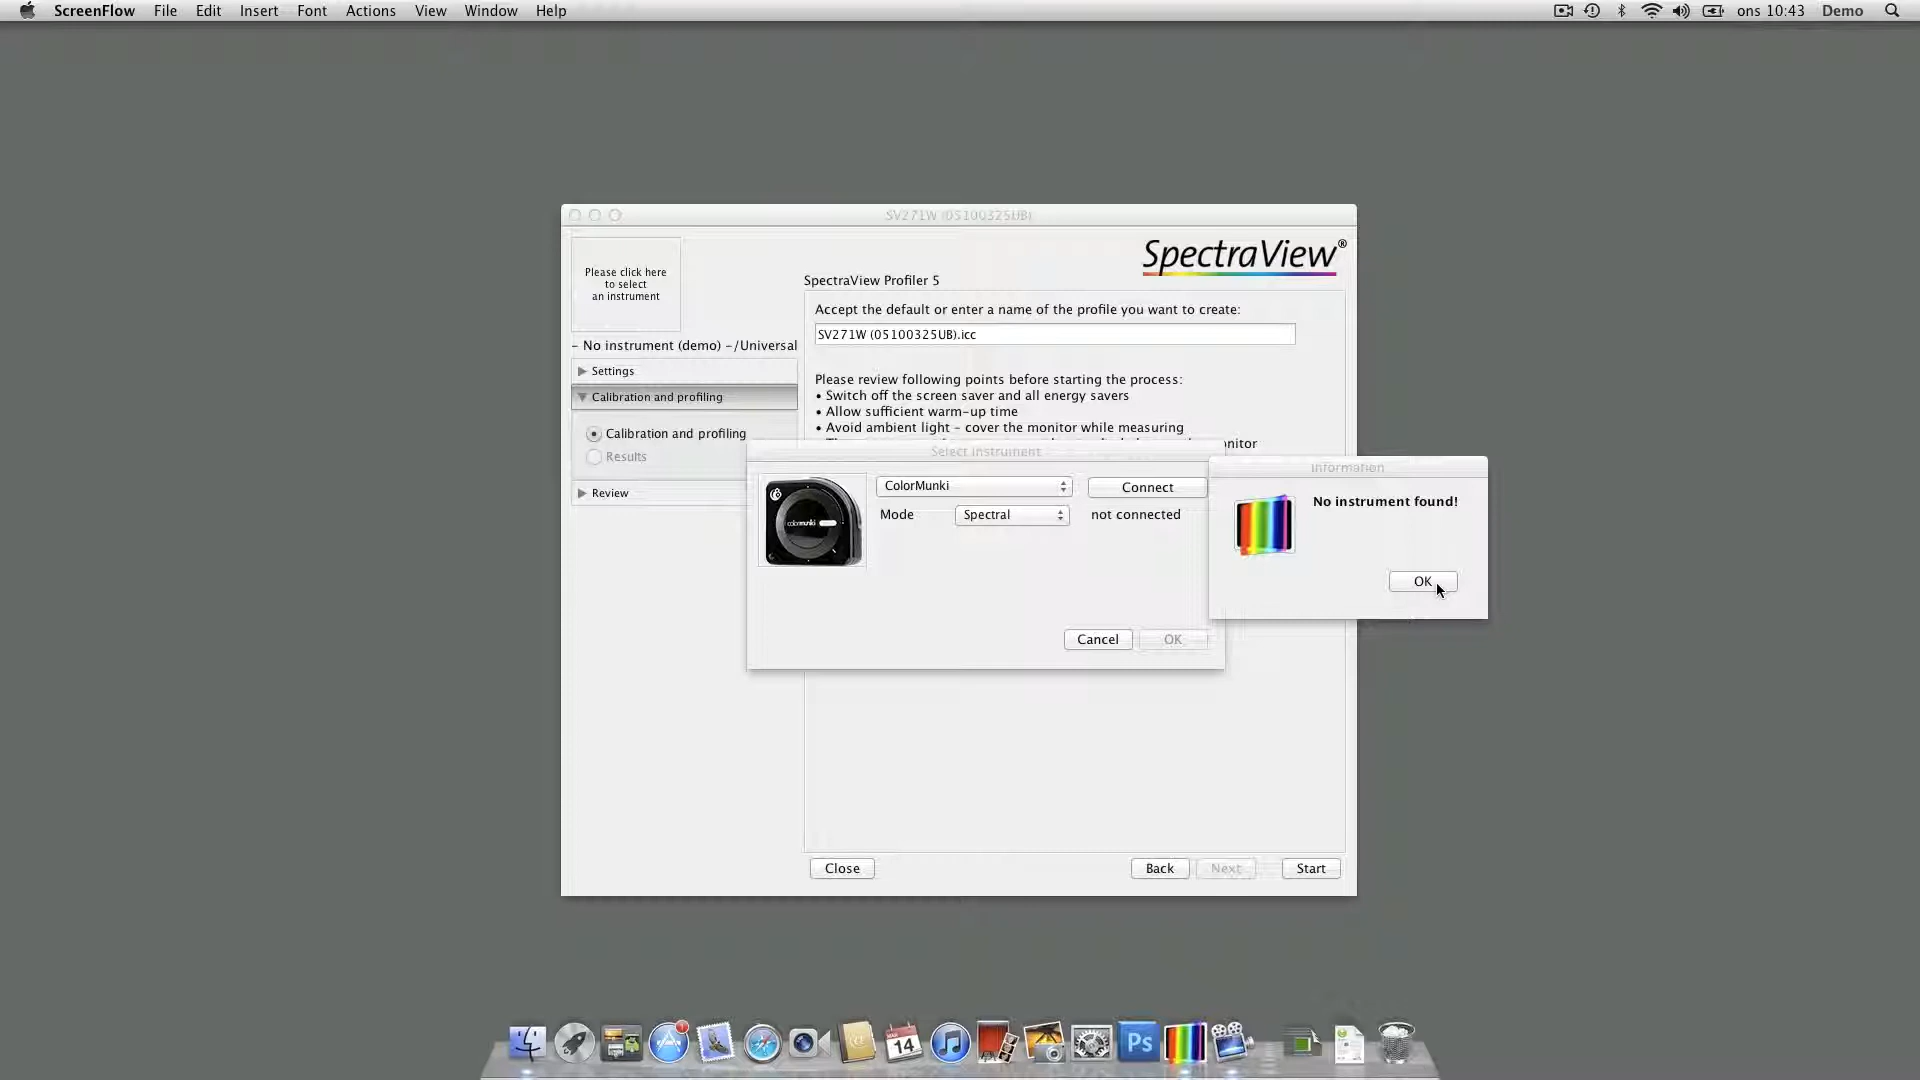 ScreenFlow File Edit Insert Font Actions View Window Help ons 10:43 Demo
SV271W (05100325UB)
Please click here
to select
an instrument
SpectraView®
SpectraView Profiler 5
Accept the default or enter a name of the profile you want to create:
SV271W (05100325UB).icc
- No instrument (demo) -/Universal
Settings
Calibration and profiling
Calibration and profiling
Results
Review
Please review following points before starting the process:
• Switch off the screen saver and all energy savers
• Allow sufficient warm-up time
• Avoid ambient light - cover the monitor while measuring
Select instrument
ColorMunki
Connect
Mode
Spectral
not connected
colormunki
Cancel
OK
Information
No instrument found!
OK
Close
Back
Next
Start
14
Ps